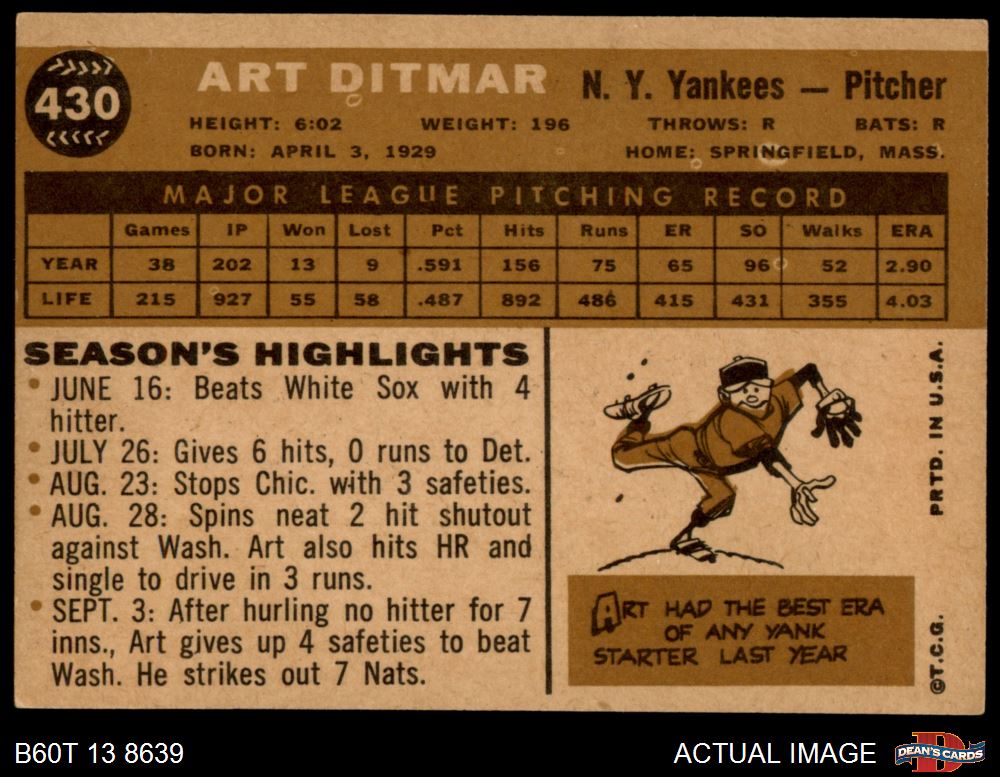 430
ART DITMAR N. Y. Yankees — Pitcher
HEIGHT: 6:02 WEIGHT: 196 THROWS: R BATS: R
BORN: APRIL 3, 1929 HOME: SPRINGFIELD, MASS.
MAJOR LEAGUE PITCHING RECORD
Games IP Won Lost Pct Hits Runs ER SO Walks ERA
YEAR 38 202 13 9 .591 156 75 65 96 52 2.90
LIFE 215 927 55 58 .487 892 486 415 431 355 4.03
SEASON'S HIGHLIGHTS
• JUNE 16: Beats White Sox with 4
hitter.
• JULY 26: Gives 6 hits, 0 runs to Det.
• AUG. 23: Stops Chic. with 3 safeties.
• AUG. 28: Spins neat 2 hit shutout
against Wash. Art also hits HR and
single to drive in 3 runs.
• SEPT. 3: After hurling no hitter for 7
inns., Art gives up 4 safeties to beat
Wash. He strikes out 7 Nats.
ART HAD THE BEST ERA
OF ANY YANK
STARTER LAST YEAR
©T.C.G. PRTD. IN U.S.A.
B60T 13 8639 ACTUAL IMAGE
D
DEAN'S CARDS